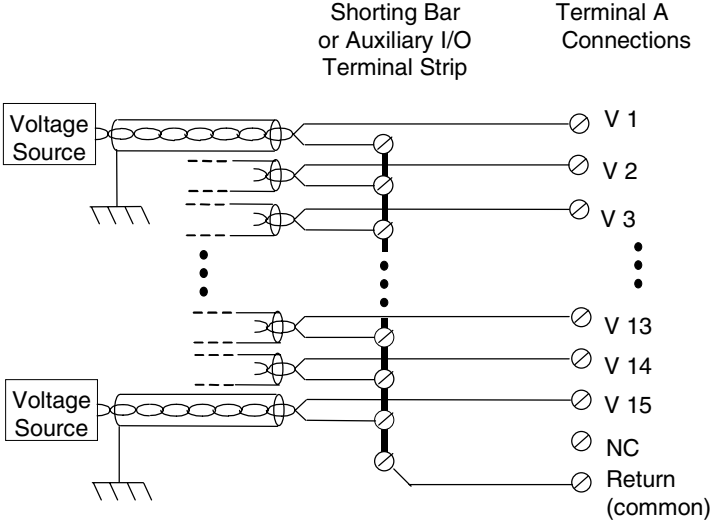 Shorting Bar
or Auxiliary I/O
Terminal Strip
Terminal A
Connections
Voltage
Source
V 1
V 2
V 3
V 13
V 14
V 15
Voltage
Source
NC
Return
(common)